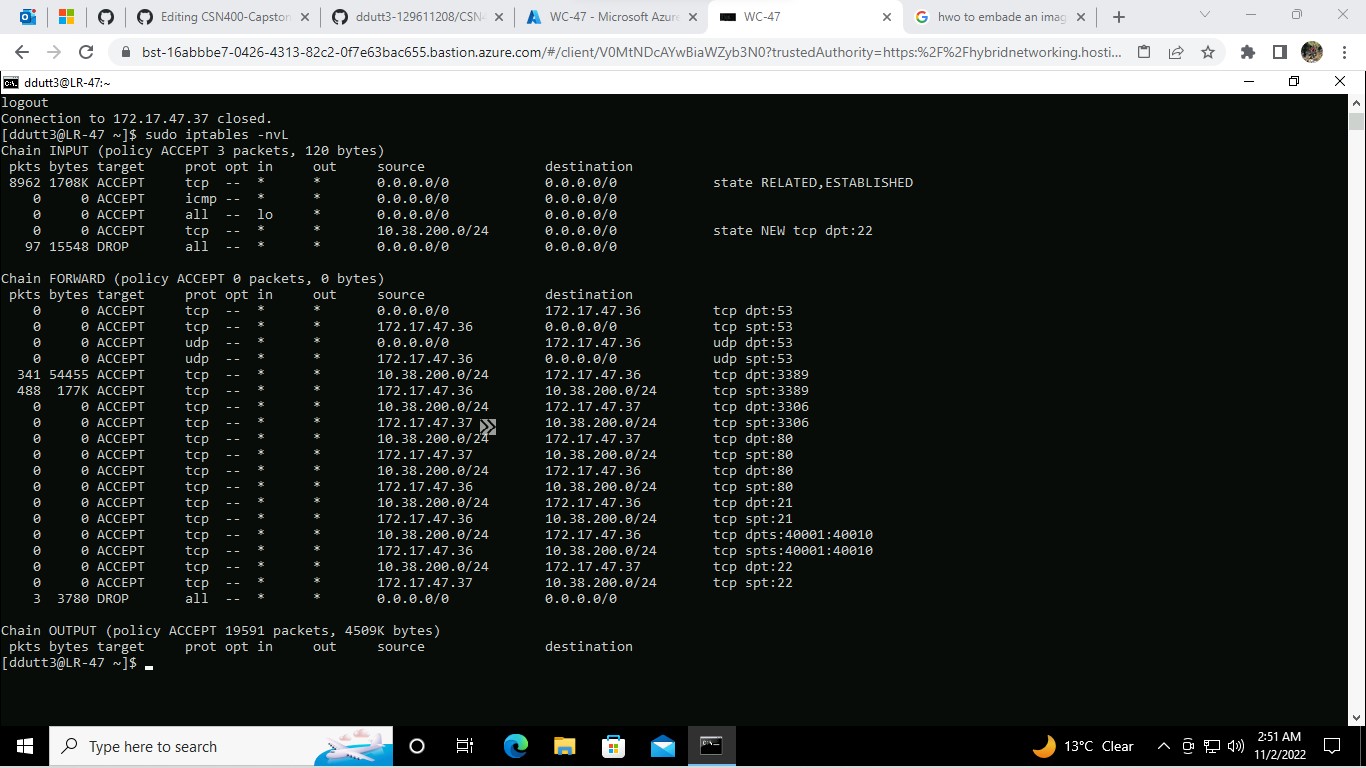 Editing CSN400-Capston
ddutt3-129611208/CSN4
WC-47 - Microsoft Azure
WC-47
hwo to embade an imag
bst-16abbbe7-0426-4313-82c2-0f7e63bac655.bastion.azure.com/#/client/V0MtNDcAYwBiaWZyb3N0?trustedAuthority=https:%2F%2Fhybridnetworking.hosti...
ddutt3@LR-47:~
logout
Connection to 172.17.47.37 closed.
[ddutt3@LR-47 ~]$ sudo iptables -nvL
Chain INPUT (policy ACCEPT 3 packets, 120 bytes)
pkts bytes target prot opt in out source destination
8962 1708K ACCEPT tcp -- * * 0.0.0.0/0 0.0.0.0/0 state RELATED,ESTABLISHED
0 0 ACCEPT icmp -- * * 0.0.0.0/0 0.0.0.0/0
0 0 ACCEPT all -- lo * 0.0.0.0/0 0.0.0.0/0
0 0 ACCEPT tcp -- * * 10.38.200.0/24 0.0.0.0/0 state NEW tcp dpt:22
97 15548 DROP all -- * * 0.0.0.0/0 0.0.0.0/0
Chain FORWARD (policy ACCEPT 0 packets, 0 bytes)
pkts bytes target prot opt in out source destination
0 0 ACCEPT tcp -- * * 0.0.0.0/0 172.17.47.36 tcp dpt:53
0 0 ACCEPT tcp -- * * 172.17.47.36 0.0.0.0/0 tcp spt:53
0 0 ACCEPT udp -- * * 0.0.0.0/0 172.17.47.36 udp dpt:53
0 0 ACCEPT udp -- * * 172.17.47.36 0.0.0.0/0 udp spt:53
341 54455 ACCEPT tcp -- * * 10.38.200.0/24 172.17.47.36 tcp dpt:3389
488 177K ACCEPT tcp -- * * 172.17.47.36 10.38.200.0/24 tcp spt:3389
0 0 ACCEPT tcp -- * * 10.38.200.0/24 172.17.47.37 tcp dpt:3306
0 0 ACCEPT tcp -- * * 172.17.47.37 10.38.200.0/24 tcp spt:3306
0 0 ACCEPT tcp -- * * 10.38.200.0/24 172.17.47.37 tcp dpt:80
0 0 ACCEPT tcp -- * * 172.17.47.37 10.38.200.0/24 tcp spt:80
0 0 ACCEPT tcp -- * * 10.38.200.0/24 172.17.47.36 tcp dpt:80
0 0 ACCEPT tcp -- * * 172.17.47.36 10.38.200.0/24 tcp spt:80
0 0 ACCEPT tcp -- * * 10.38.200.0/24 172.17.47.36 tcp dpt:21
0 0 ACCEPT tcp -- * * 172.17.47.36 10.38.200.0/24 tcp spt:21
0 0 ACCEPT tcp -- * * 10.38.200.0/24 172.17.47.36 tcp dpts:40001:40010
0 0 ACCEPT tcp -- * * 172.17.47.36 10.38.200.0/24 tcp spts:40001:40010
0 0 ACCEPT tcp -- * * 10.38.200.0/24 172.17.47.37 tcp dpt:22
0 0 ACCEPT tcp -- * * 172.17.47.37 10.38.200.0/24 tcp spt:22
3 3780 DROP all -- * * 0.0.0.0/0 0.0.0.0/0
Chain OUTPUT (policy ACCEPT 19591 packets, 4509K bytes)
pkts bytes target prot opt in out source destination
[ddutt3@LR-47 ~]$
Type here to search
13°C Clear
2:51 AM
11/2/2022